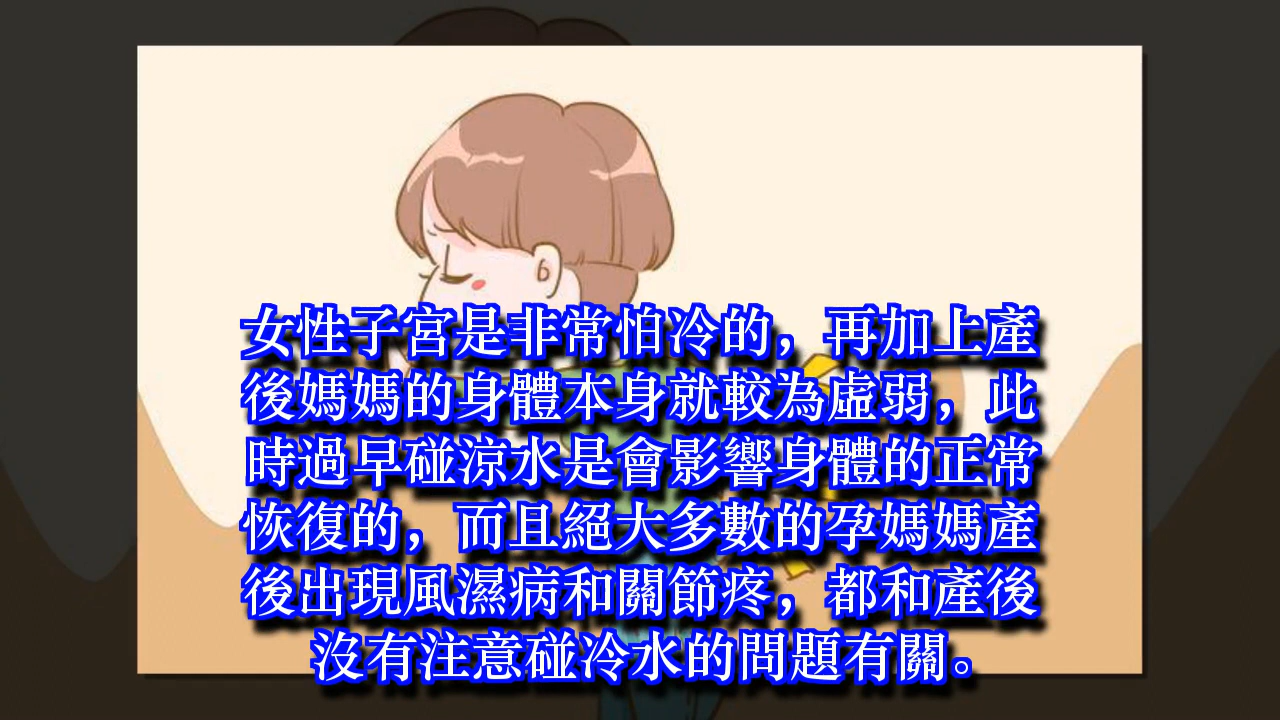 女性子宮是非常怕冷的，再加上產
後媽媽的身體本身就較為虛弱，此
時過早碰涼水是會影響身體的正常
恢復的，而且絕大多數的孕媽媽產
後出現風濕病和關節疼，都和產後
沒有注意碰冷水的問題有關。